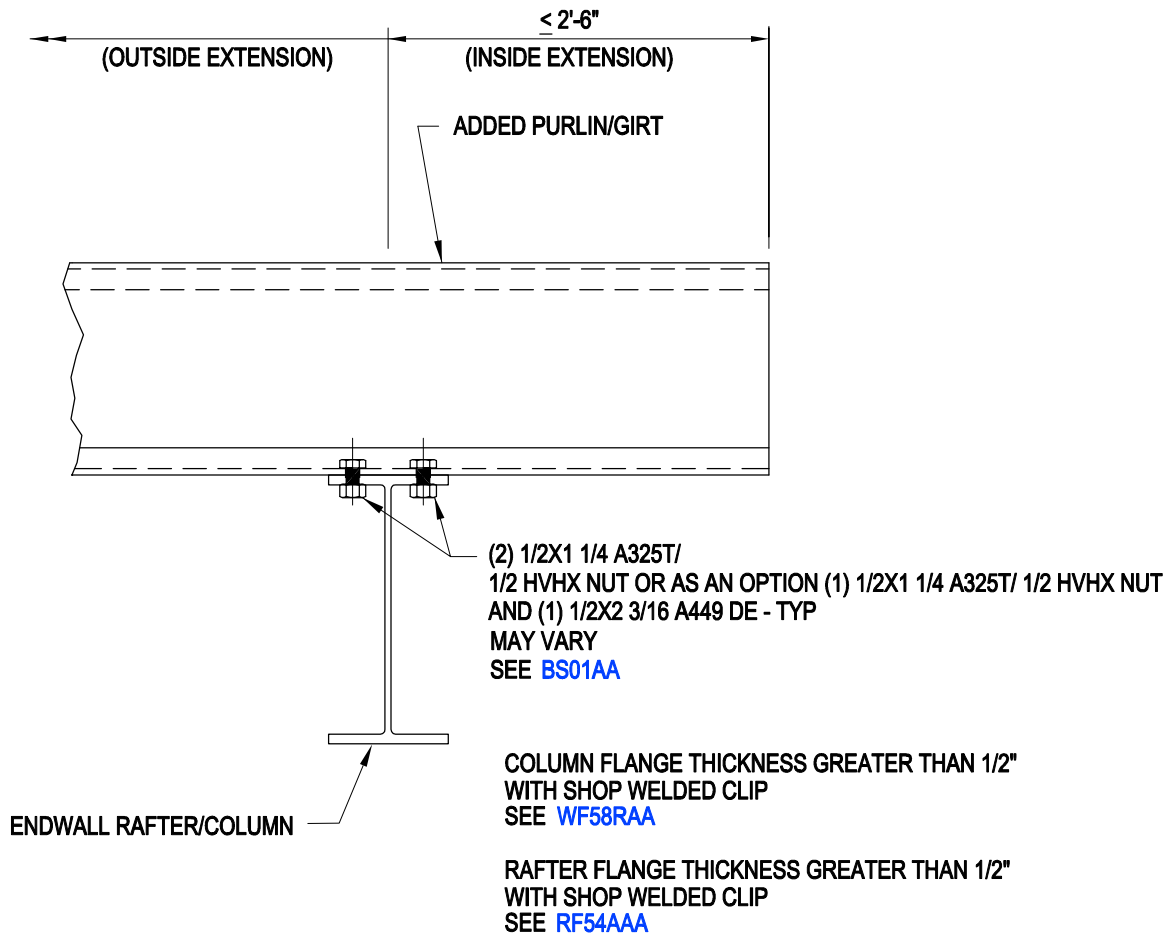 ≤ 2'-6"
(OUTSIDE EXTENSION) (INSIDE EXTENSION)
ADDED PURLIN/GIRT
(2) 1/2X1 1/4 A325T/
1/2 HVHX NUT OR AS AN OPTION (1) 1/2X1 1/4 A325T/ 1/2 HVHX NUT
AND (1) 1/2X2 3/16 A449 DE - TYP
MAY VARY
SEE BS01AA
COLUMN FLANGE THICKNESS GREATER THAN 1/2"
WITH SHOP WELDED CLIP
SEE WF58RAA
ENDWALL RAFTER/COLUMN
RAFTER FLANGE THICKNESS GREATER THAN 1/2"
WITH SHOP WELDED CLIP
SEE RF54AAA